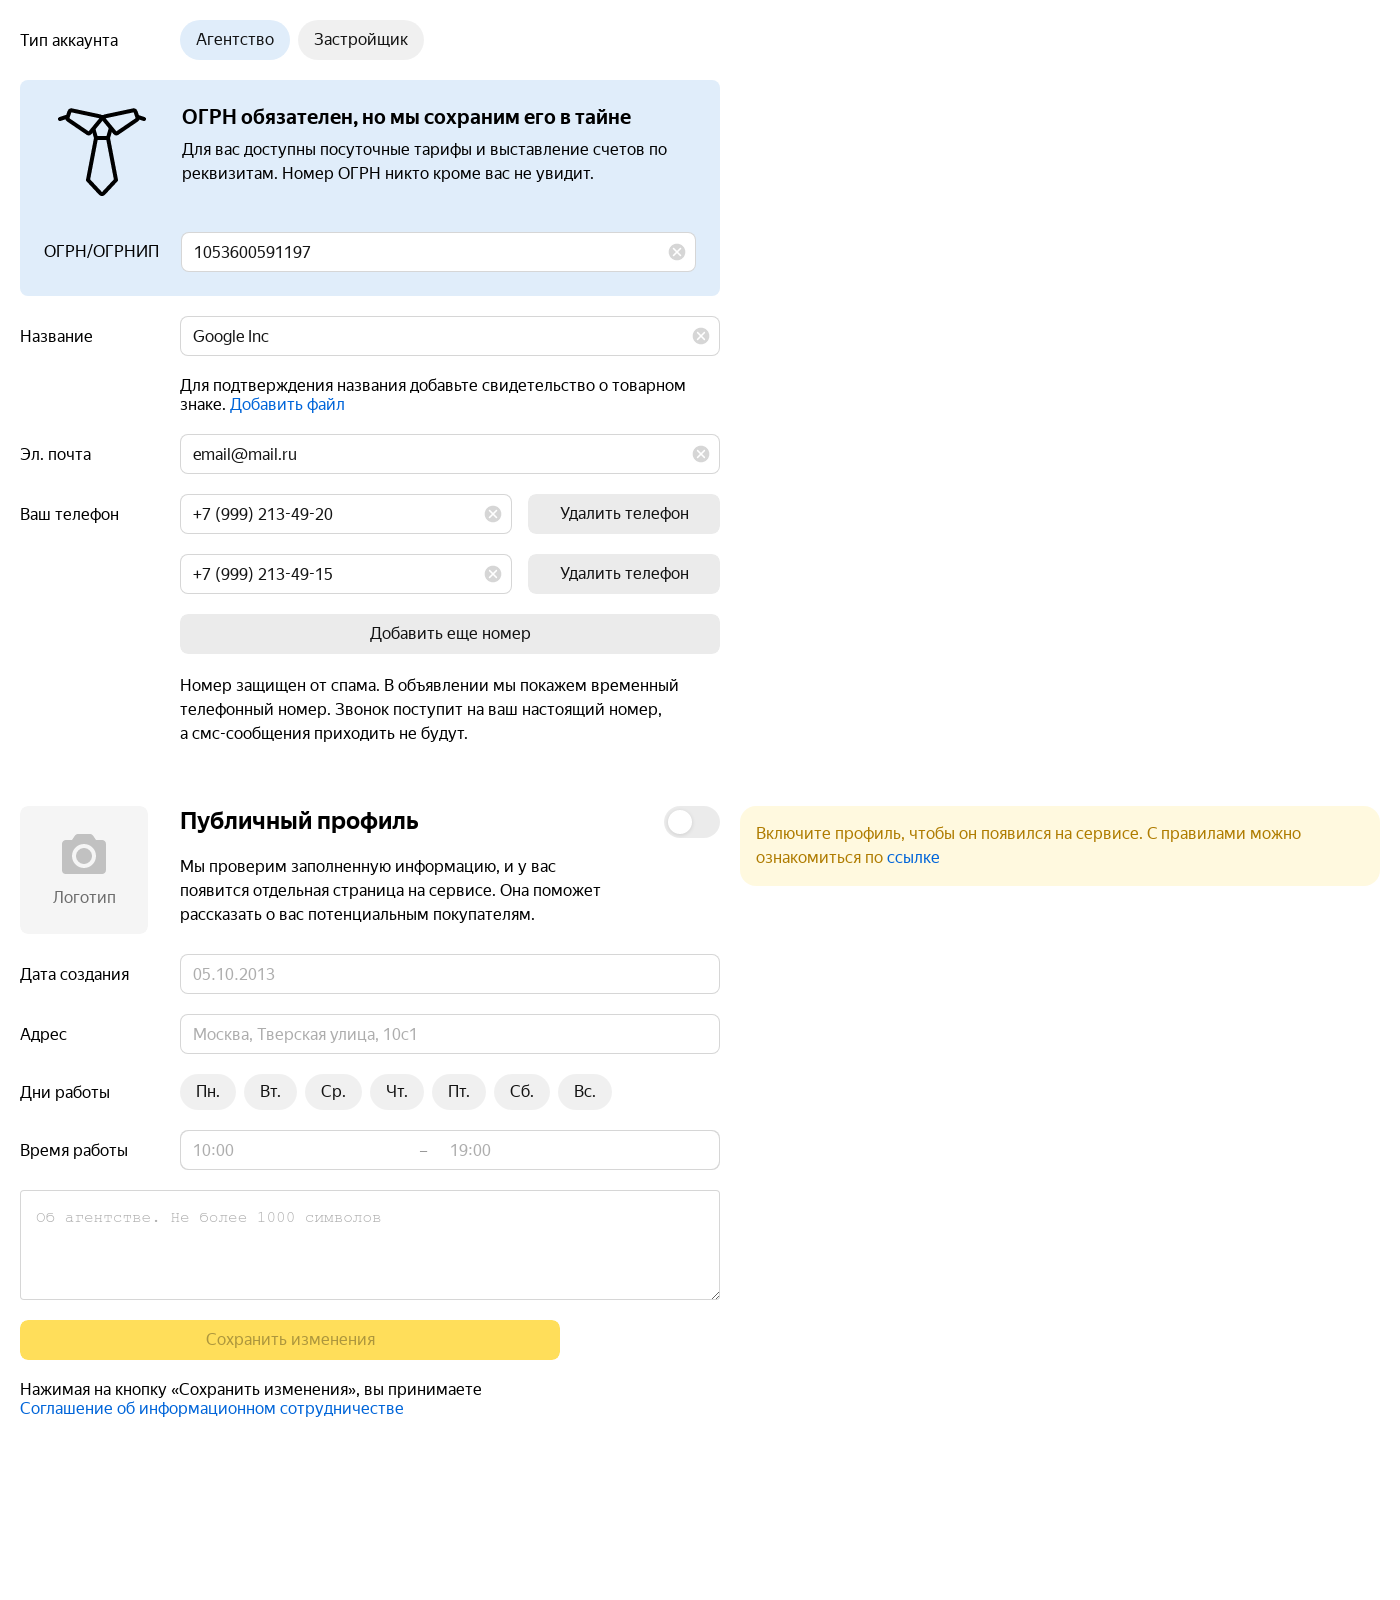 Тип аккаунта
Агентство
Застройщик
ОГРН обязателен, но мы сохраним его в тайне
Для вас доступны посуточные тарифы и выставление счетов по
реквизитам. Номер ОГРН никто кроме вас не увидит.
ОГРН/ОГРНИП
1053600591197
Название
Google Inc
Для подтверждения названия добавьте свидетельство о товарном
знаке. Добавить файл
Эл. почта
email@mail.ru
Ваш телефон
+7 (999) 213-49-20
Удалить телефон
+7 (999) 213-49-15
Удалить телефон
Добавить еще номер
Номер защищен от спама. В объявлении мы покажем временный
телефонный номер. Звонок поступит на ваш настоящий номер,
а смс-сообщения приходить не будут.
Логотип
Публичный профиль
Мы проверим заполненную информацию, и у вас
появится отдельная страница на сервисе. Она поможет
рассказать о вас потенциальным покупателям.
Включите профиль, чтобы он появился на сервисе. С правилами можно
ознакомиться по ссылке
Дата создания
05.10.2013
Адрес
Москва, Тверская улица, 10с1
Дни работы
Пн.
Вт.
Ср.
Чт.
Пт.
Сб.
Вс.
Время работы
10:00
–
19:00
Об агентстве. Не более 1000 символов
Сохранить изменения
Нажимая на кнопку «Сохранить изменения», вы принимаете
Соглашение об информационном сотрудничестве